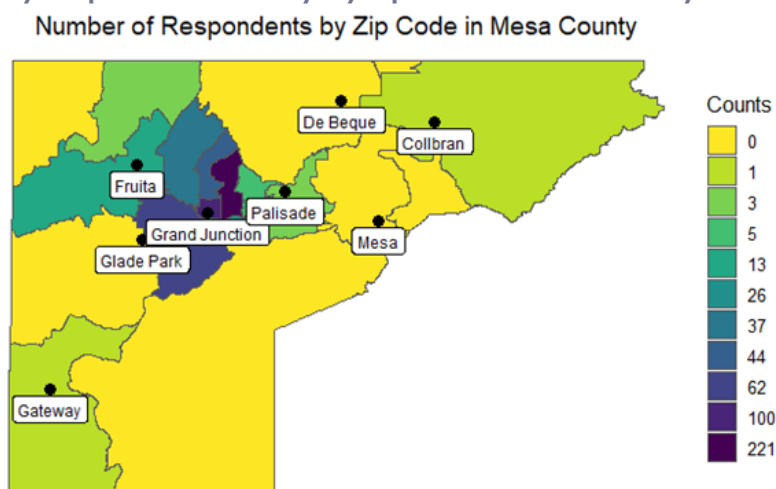 Number of Respondents by Zip Code in Mesa County
De Beque
Collbran
Fruita
Palisade
Grand Junction
Mesa
Glade Park
Gateway
Counts
0
1
3
5
13
26
37
44
62
100
221